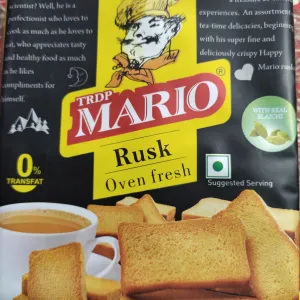 scientist? Well, he is a
perfectionist who loves to
look as much as he loves to
eat, who appreciates tasty
and healthy food as much
as he likes
compliments for
himself.
experiences. An assortment
tea-time delicacies, beginning
with his super fine and
deliciously crispy Happy
Mario rusk
TRDP
MARIO
Rusk
Oven fresh
0%
TRANSFAT
WITH REAL
ELAICHI
Suggested Serving